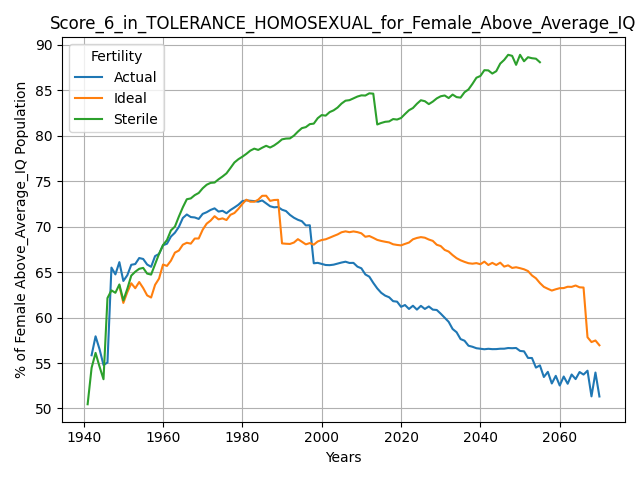 Score_6_in_TOLERANCE_HOMOSEXUAL_for_Female_Above_Average_IQ
Fertility
Actual
Ideal
Sterile
% of Female Above_Average_IQ Population
90
85
80
75
70
65
60
55
50
1940
1960
1980
2000
2020
2040
2060
Years